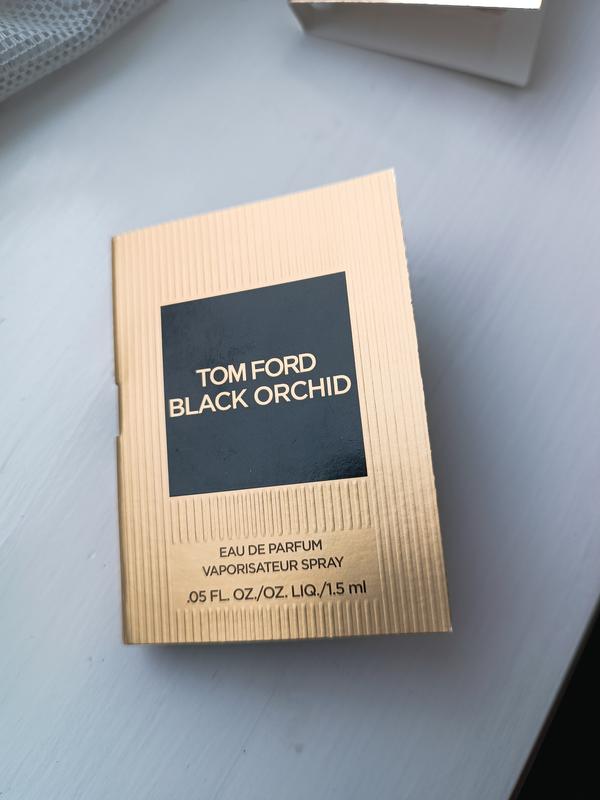 TOM FORD
BLACK ORCHID
EAU DE PARFUM
VAPORISATEUR SPRAY
.05 FL. OZ./OZ. LIQ./1.5 ml